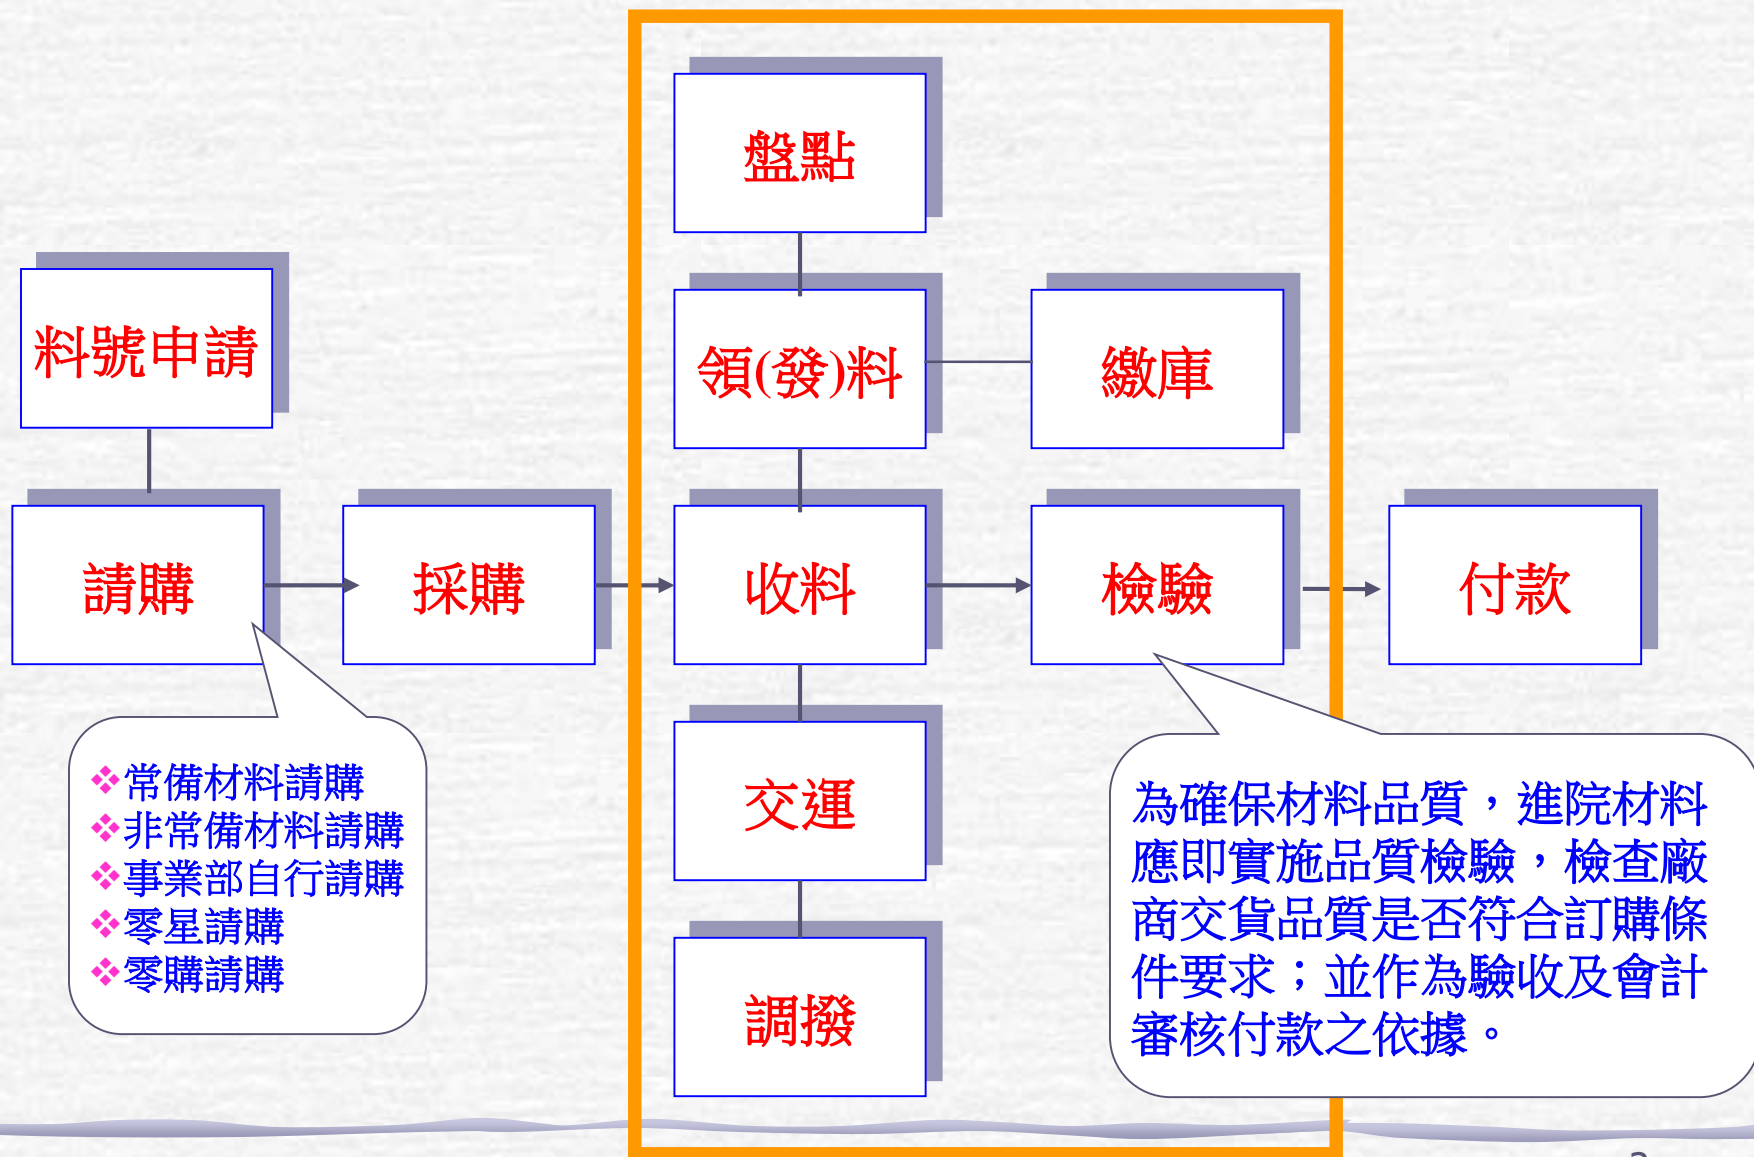 盤點
料號申請
領(發)料
繳庫
請購
採購
收料
檢驗
付款
❖常備材料請購
❖非常備材料請購
❖事業部自行請購
❖零星請購
❖零購請購
交運
為確保材料品質，進院材料
應即實施品質檢驗，檢查廠
商交貨品質是否符合訂購條
件要求；並作為驗收及會計
審核付款之依據。
調撥